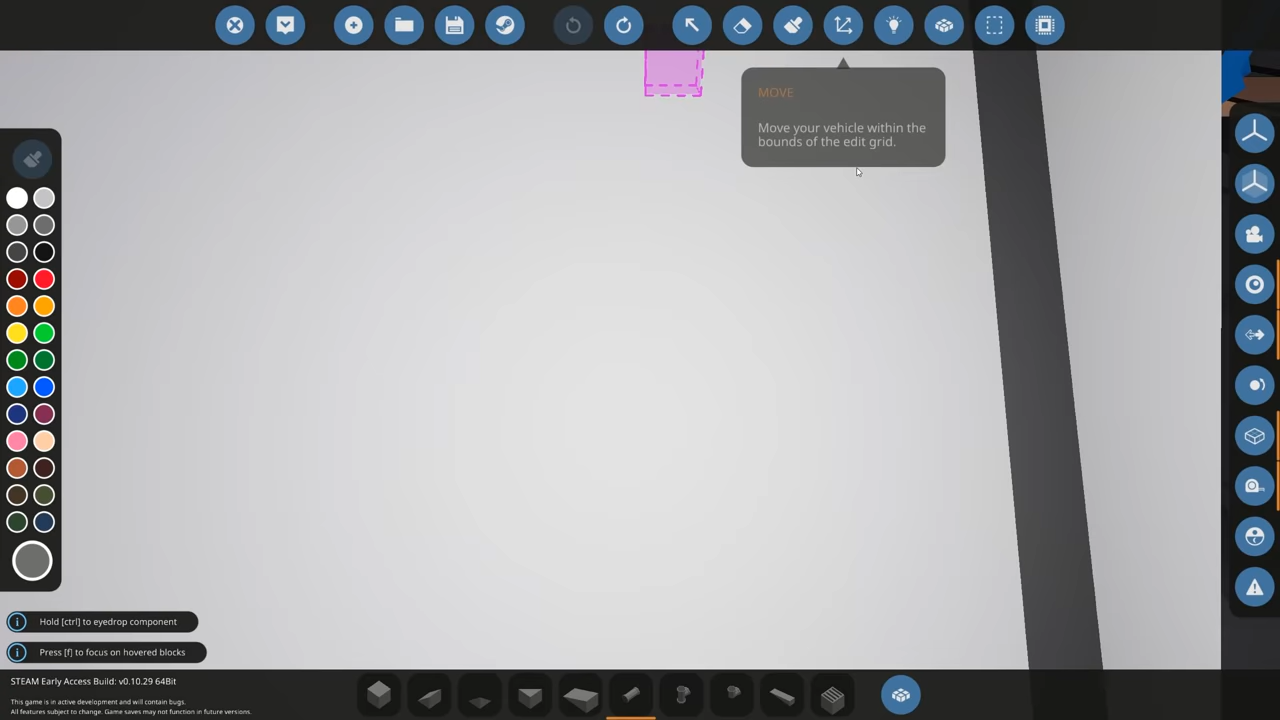 MOVE
Move your vehicle within the
bounds of the edit grid.
Hold [ctrl] to eyedrop component
Press [f] to focus on hovered blocks
STEAM Early Access Build: v0.10.29 64Bit
This game is in active development and will contain bugs.
All features subject to change. Game saves may not function in future versions.